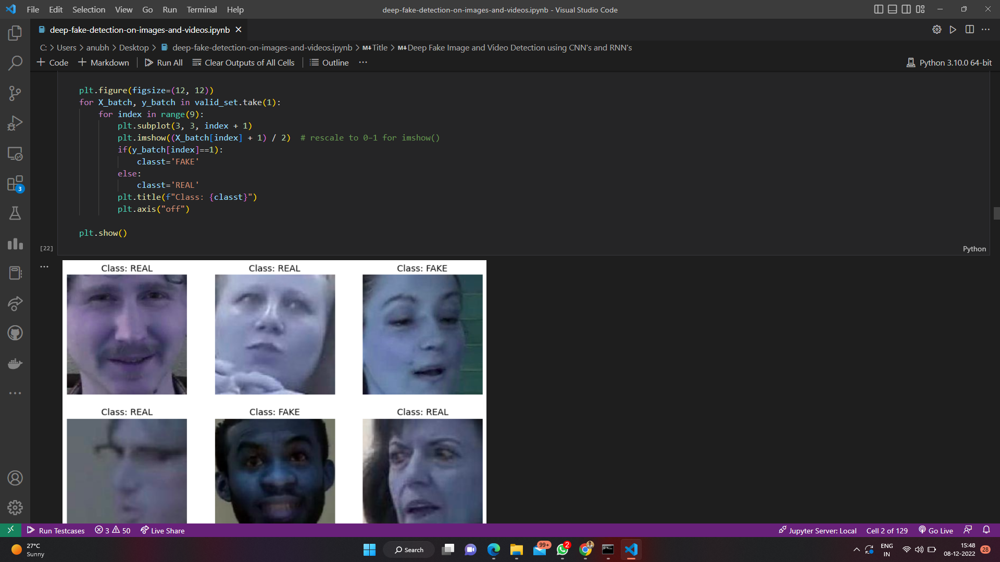 File Edit Selection View Go Run Terminal Help
deep-fake-detection-on-images-and-videos.ipynb - Visual Studio Code
deep-fake-detection-on-images-and-videos.ipynb
C: > Users > anubh > Desktop > deep-fake-detection-on-images-and-videos.ipynb > M↓Title > M↓Deep Fake Image and Video Detection using CNN's and RNN's
+ Code + Markdown Run All Clear Outputs of All Cells Outline ...
Python 3.10.0 64-bit
plt.figure(figsize=(12, 12))
for X_batch, y_batch in valid_set.take(1):
for index in range(9):
plt.subplot(3, 3, index + 1)
plt.imshow((X_batch[index] + 1) / 2)  # rescale to 0–1 for imshow()
if(y_batch[index]==1):
classt='FAKE'
else:
classt='REAL'
plt.title(f"Class: {classt}")
plt.axis("off")
plt.show()
[22]
Python
3
...
Class: REAL Class: REAL Class: FAKE
Class: REAL Class: FAKE Class: REAL
Run Testcases 3 50 Live Share
Jupyter Server: Local Cell 2 of 129 Go Live
27°C
Sunny
Search
99+
2
ENG
IN
15:48
08-12-2022
28